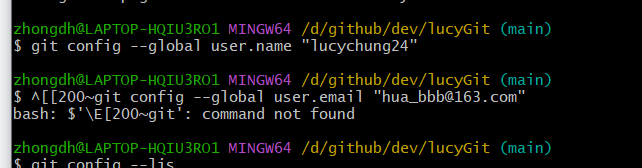 zhongdh@LAPTOP-HQIU3RO1 MINGW64 /d/github/dev/lucyGit (main)
$ git config --global user.name "lucychung24"
zhongdh@LAPTOP-HQIU3RO1 MINGW64 /d/github/dev/lucyGit (main)
$ ^[[200~git config --global user.email "hua_bbb@163.com"
bash: $'\E[200~git': command not found
zhongdh@LAPTOP-HQIU3RO1 MINGW64 /d/github/dev/lucyGit (main)
$ git config --lis